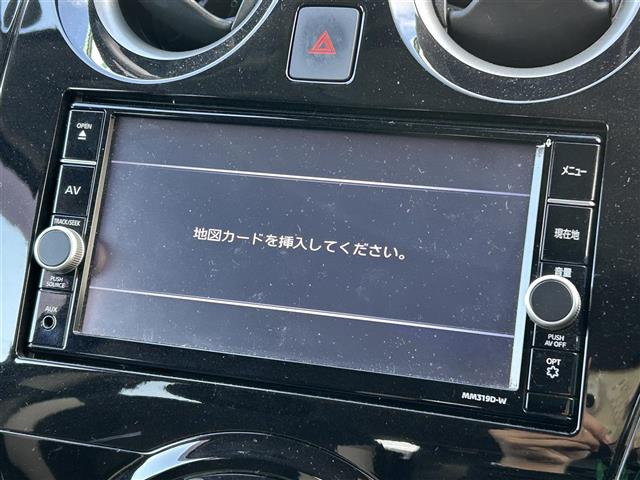 OPEN
AV
TRACK/SEEK
PUSH
SOURCE
AUX
地図カードを挿入してください。
メニュー
現在地
音量
PUSH
AV OFF
OPT
MM319D-W